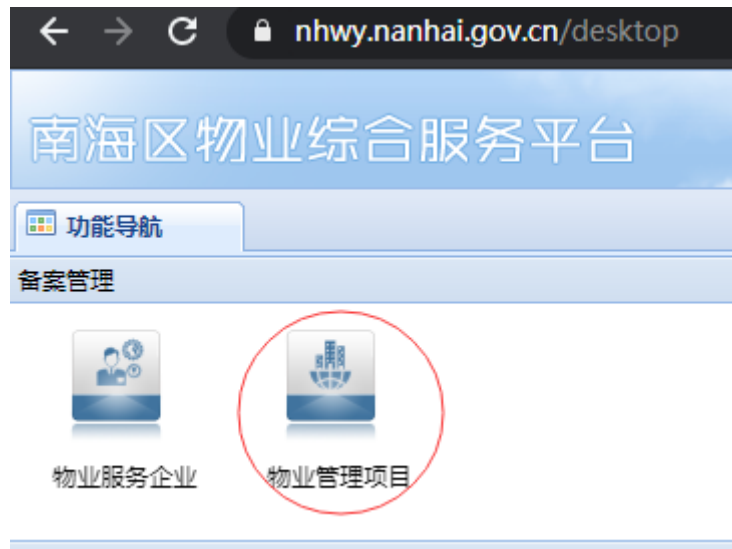 nhwy.nanhai.gov.cn/desktop
南海区物业综合服务平台
功能导航
备案管理
物业服务企业 物业管理项目